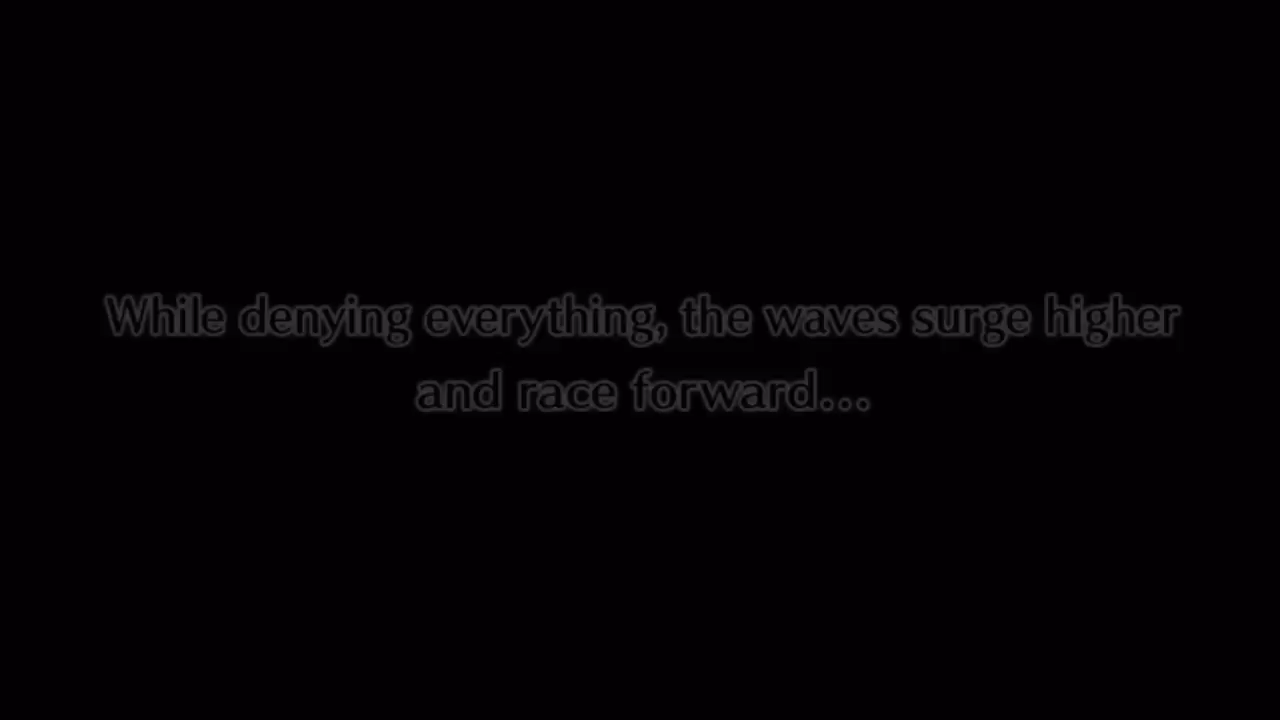 While denying everything, the waves surge higher
and race forward...